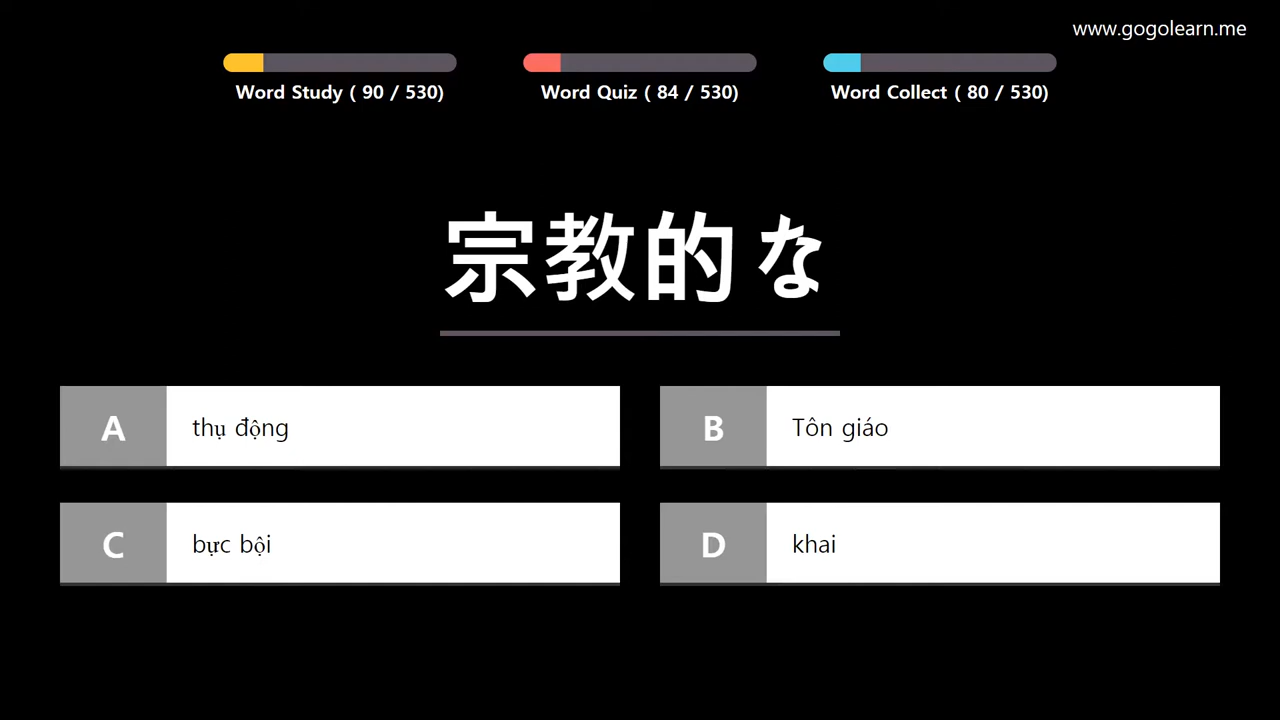 www.gogolearn.me
Word Study ( 90 / 530)
Word Quiz ( 84 / 530)
Word Collect ( 80 / 530)
宗教的な
A thụ động
B Tôn giáo
C bực bội
D khai